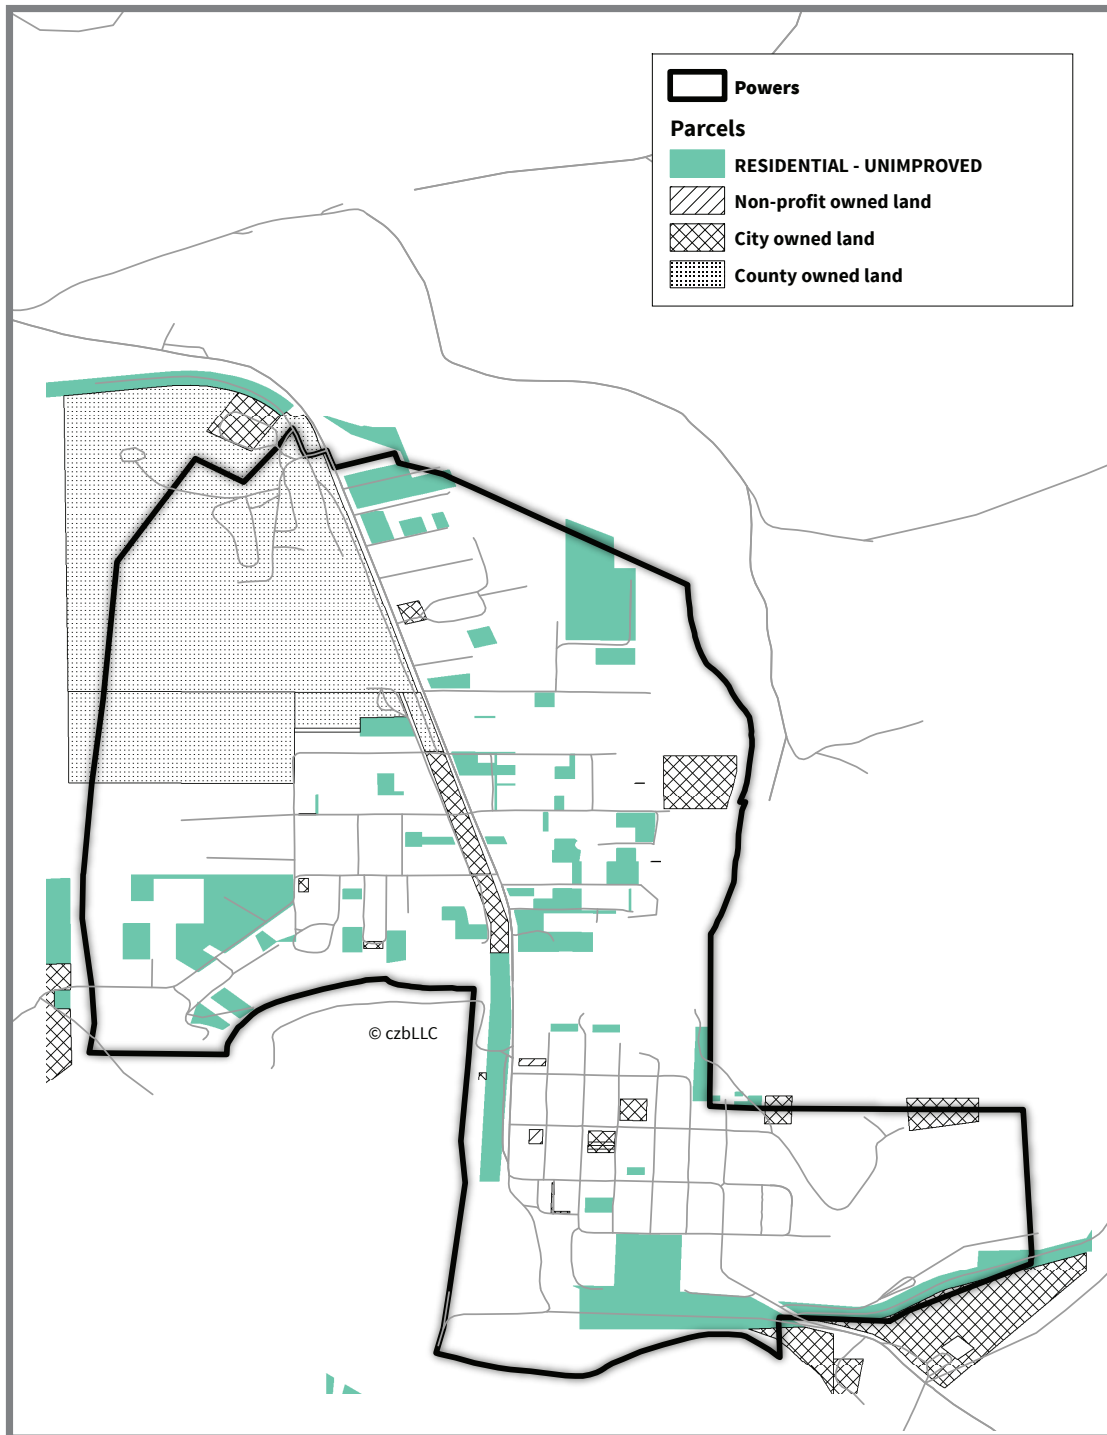 Powers
Parcels
RESIDENTIAL - UNIMPROVED
Non-profit owned land
City owned land
County owned land
© czbLLC